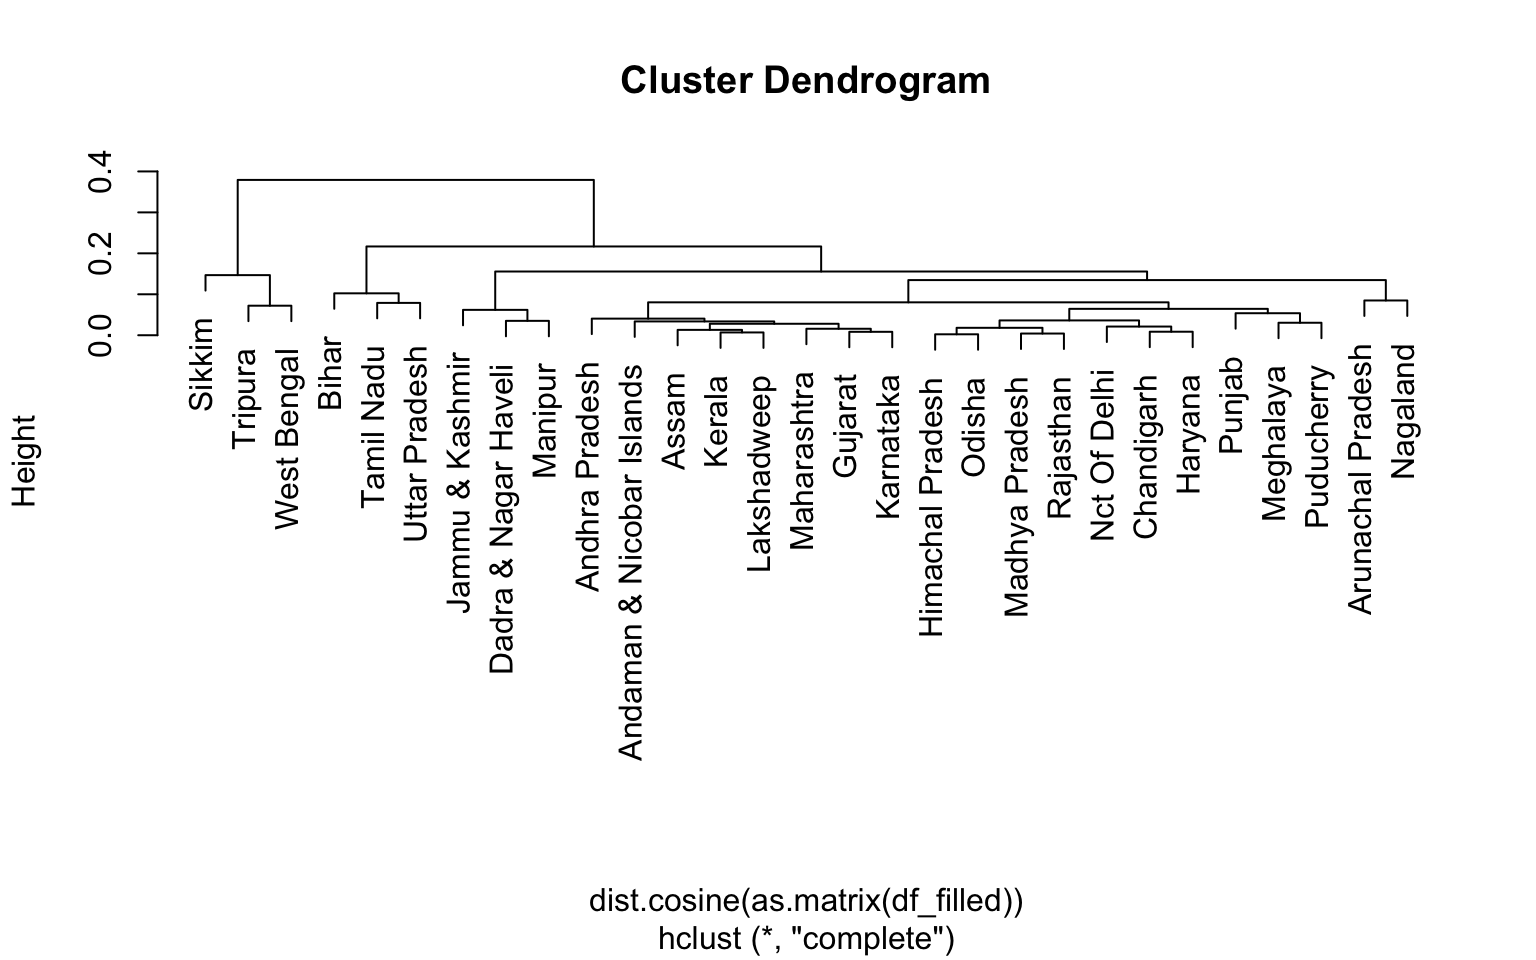 Cluster Dendrogram
Height
0.0
0.2
0.4
Sikkim
Tripura
West Bengal
Bihar
Tamil Nadu
Uttar Pradesh
Jammu & Kashmir
Dadra & Nagar Haveli
Manipur
Andhra Pradesh
Andaman & Nicobar Islands
Assam
Kerala
Lakshadweep
Maharashtra
Gujarat
Karnataka
Himachal Pradesh
Odisha
Madhya Pradesh
Rajasthan
Nct Of Delhi
Chandigarh
Haryana
Punjab
Meghalaya
Puducherry
Arunachal Pradesh
Nagaland
dist.cosine(as.matrix(df_filled))
hclust (*, "complete")